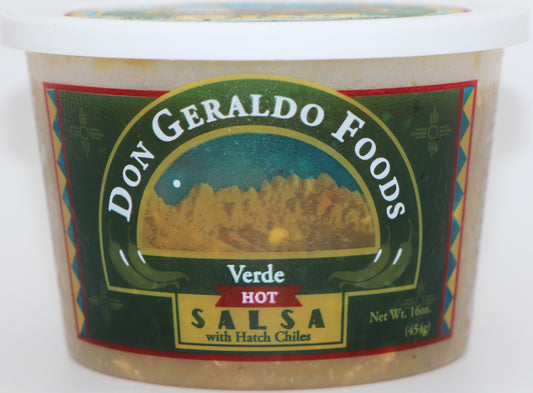 DON GERALDO FOODS
Verde
HOT
SALSA
with Hatch Chiles
Net Wt. 16oz.
(454g)